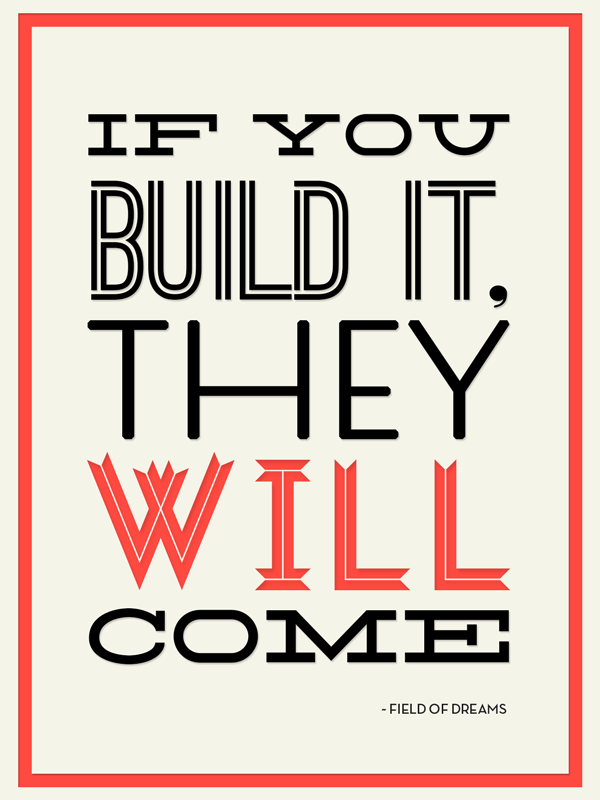 IF YOU
BUILD IT,
THEY
WILL
COME
~ FIELD OF DREAMS